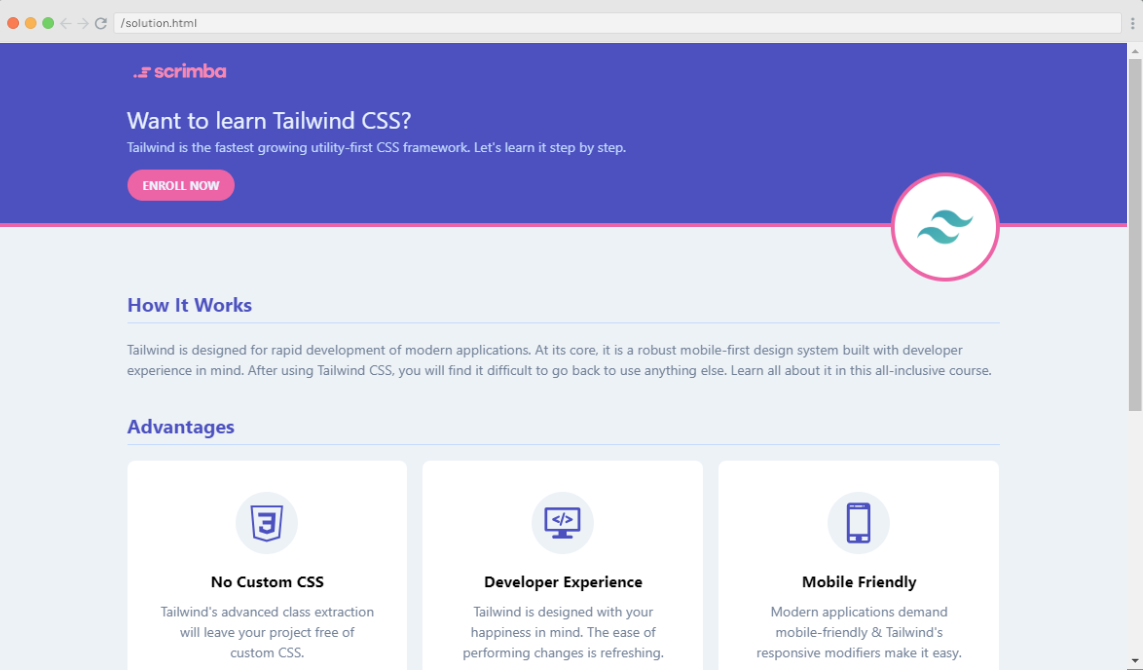 /solution.html
scrimba
Want to learn Tailwind CSS?
Tailwind is the fastest growing utility-first CSS framework. Let's learn it step by step.
ENROLL NOW
How It Works
Tailwind is designed for rapid development of modern applications. At its core, it is a robust mobile-first design system built with developer
experience in mind. After using Tailwind CSS, you will find it difficult to go back to use anything else. Learn all about it in this all-inclusive course.
Advantages
3
No Custom CSS
Tailwind's advanced class extraction
will leave your project free of
custom CSS.
</>
Developer Experience
Tailwind is designed with your
happiness in mind. The ease of
performing changes is refreshing.
Mobile Friendly
Modern applications demand
mobile-friendly & Tailwind's
responsive modifiers make it easy.